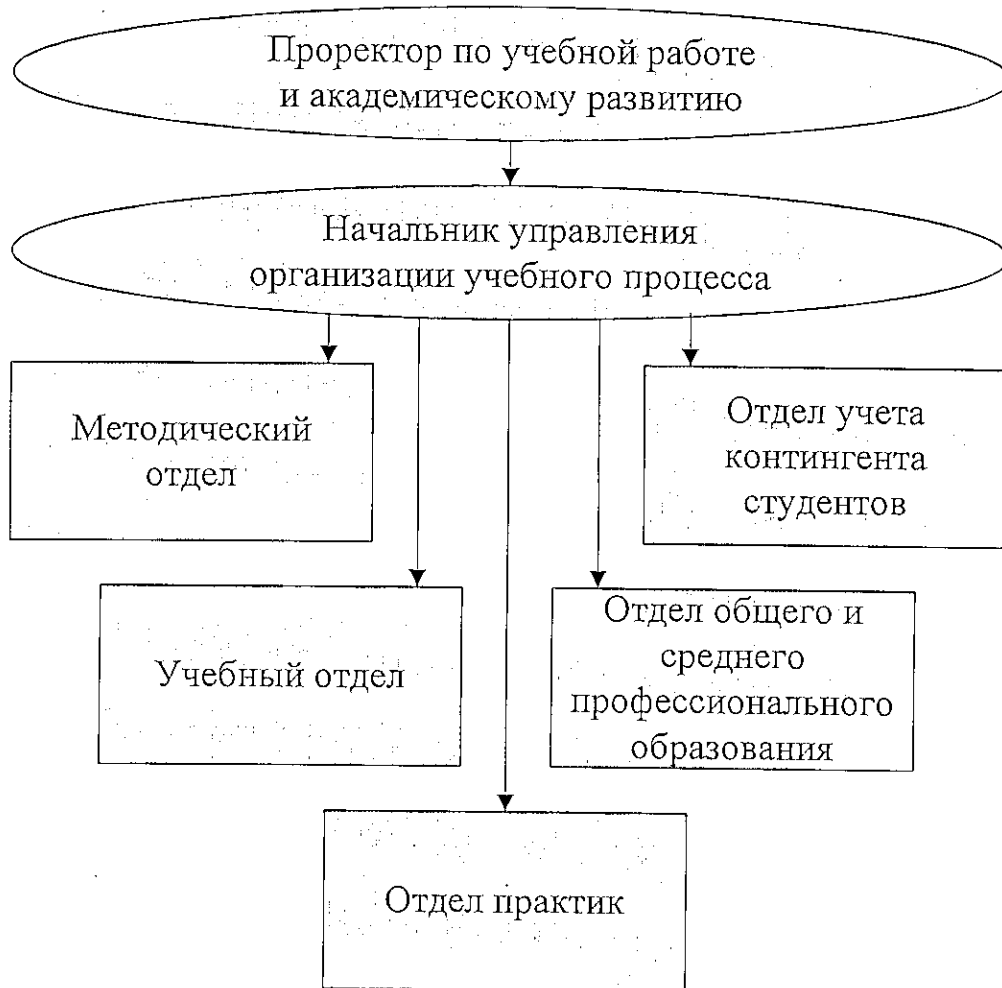 Проректор по учебной работе
и академическому развитию
Начальник управления
организации учебного процесса
Методический
отдел
Отдел учета
контингента
студентов
Учебный отдел
Отдел общего и
среднего
профессионального
образования
Отдел практик